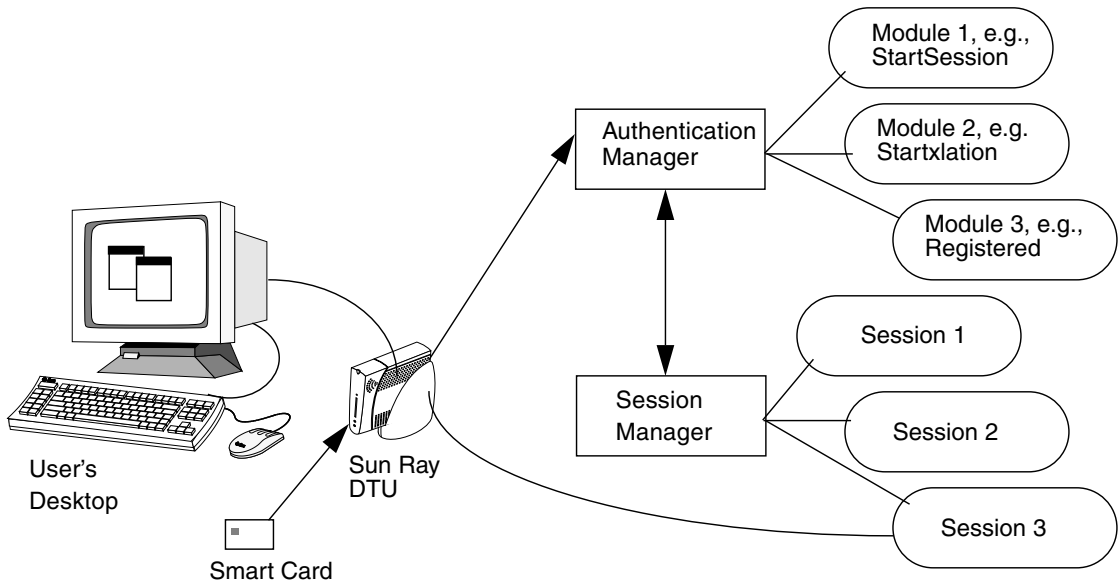 Module 1, e.g.,
StartSession
Authentication
Manager
Module 2, e.g.
Startxlation
Module 3, e.g.,
Registered
Session 1
Session
Manager
Session 2
Session 3
User's
Desktop
Sun Ray
DTU
Smart Card